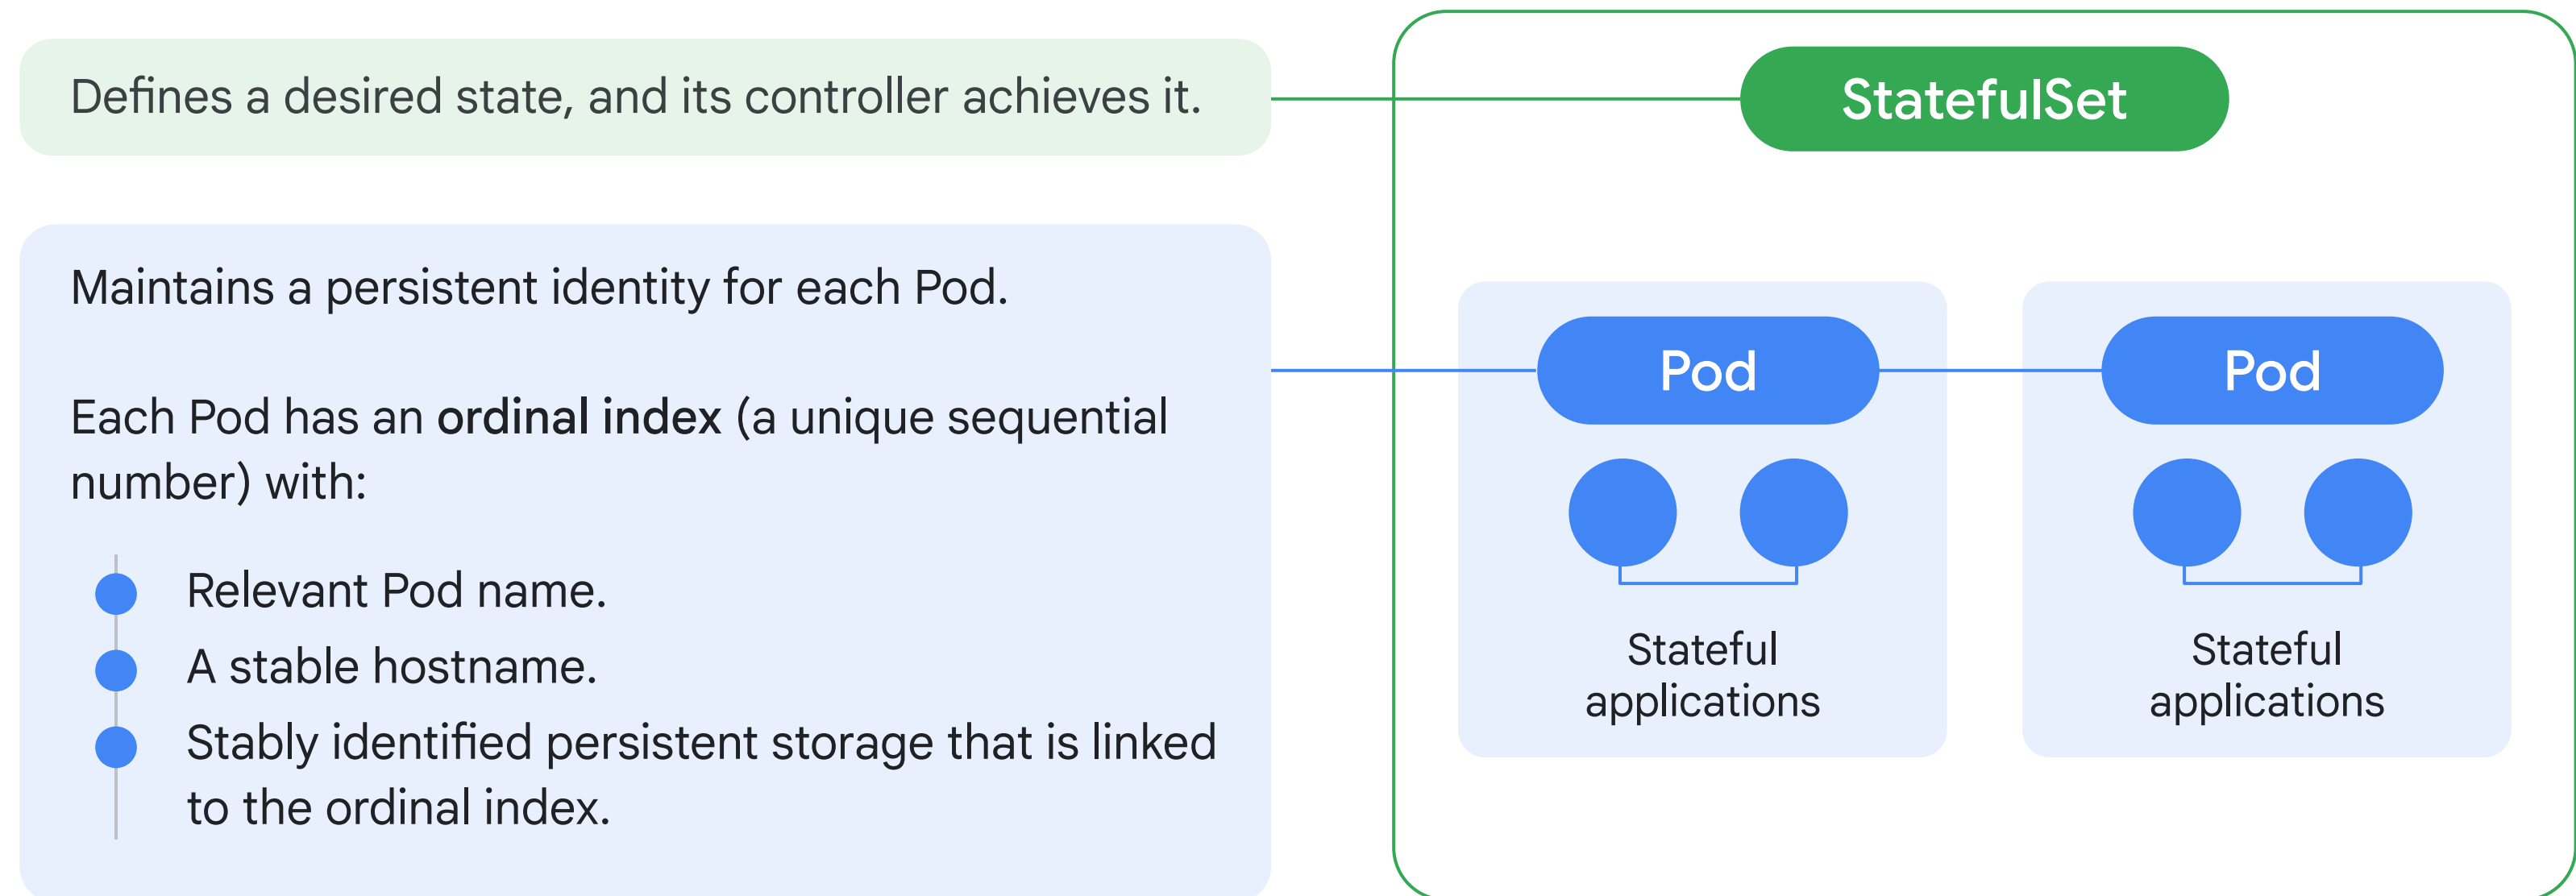 Defines a desired state, and its controller achieves it.
StatefulSet
Maintains a persistent identity for each Pod.
Each Pod has an ordinal index (a unique sequential
number) with:
Relevant Pod name.
A stable hostname.
Stably identified persistent storage that is linked
to the ordinal index.
Pod
Stateful
applications
Pod
Stateful
applications